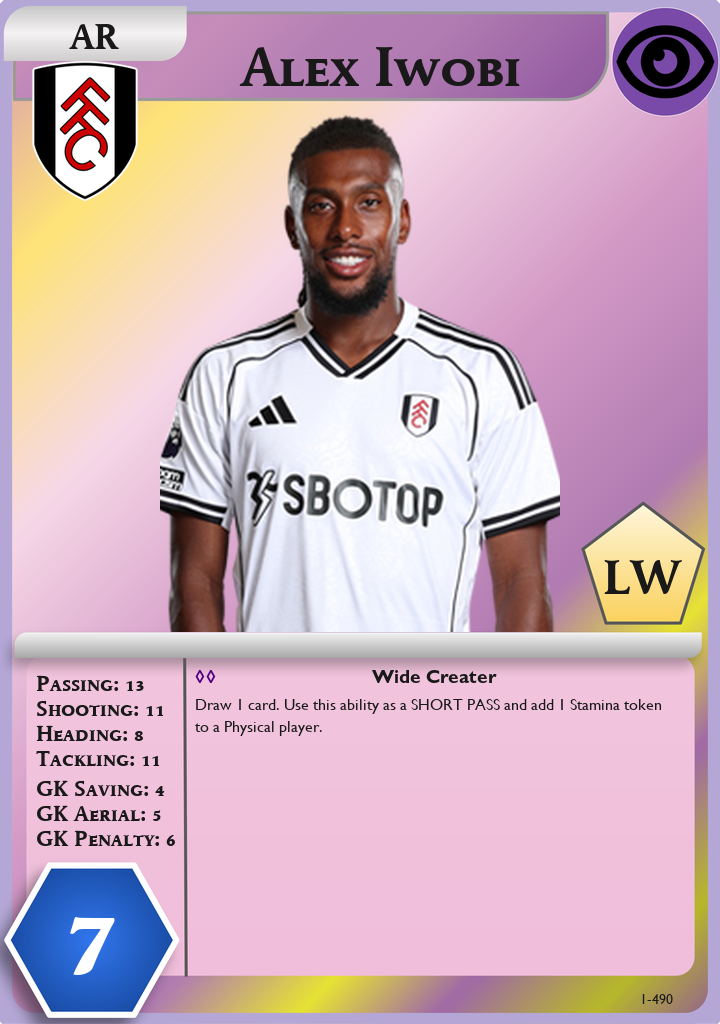 AR
Alex Iwobi
FFC
FFC
SBOTOP
LW
Passing: 13
Shooting: 11
Heading: 8
Tackling: 11
GK Saving: 4
GK Aerial: 5
GK Penalty: 6
7
Wide Creater
Draw 1 card. Use this ability as a SHORT PASS and add 1 Stamina token
to a Physical player.
1-490